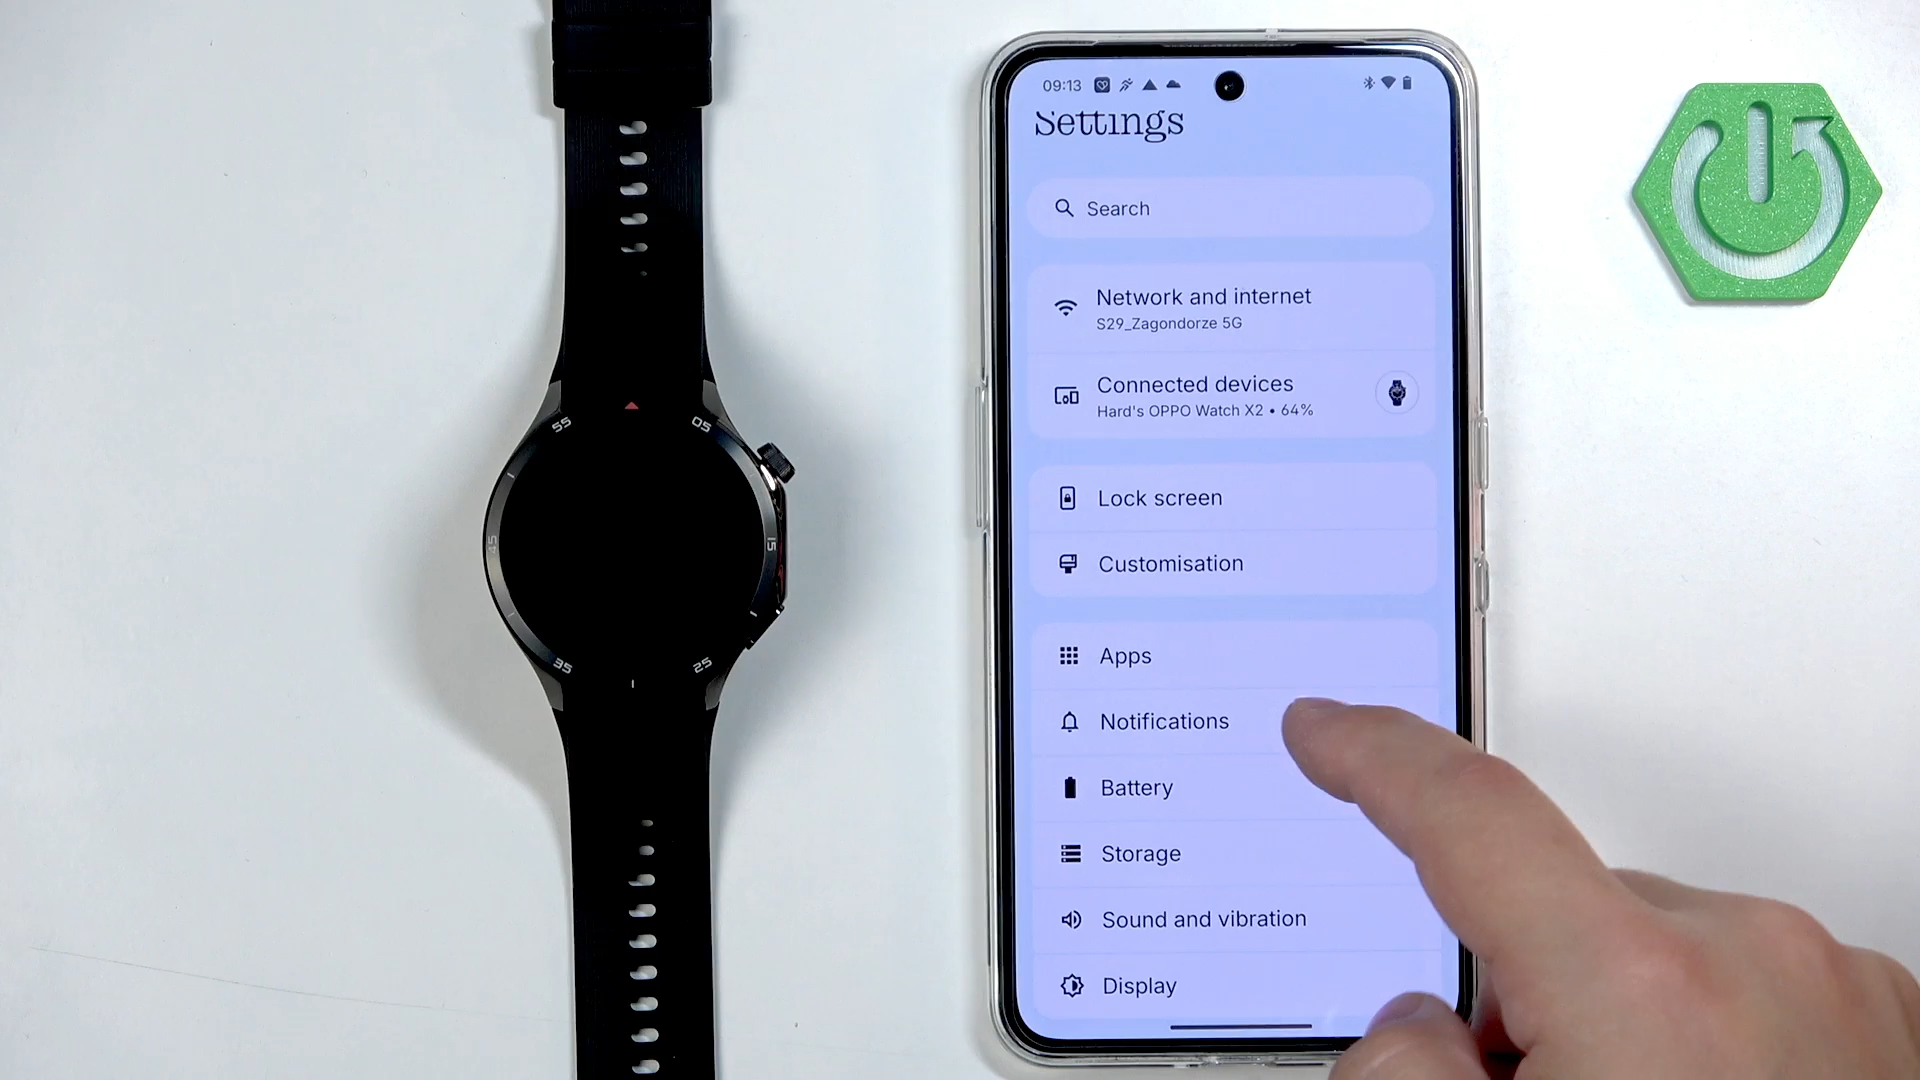 55
05
45
15
35
25
09:13
Settings
Search
Network and internet
S29_Zagondorze 5G
Connected devices
Hard's OPPO Watch X2 • 64%
Lock screen
Customisation
Apps
Notifications
Battery
Storage
Sound and vibration
Display